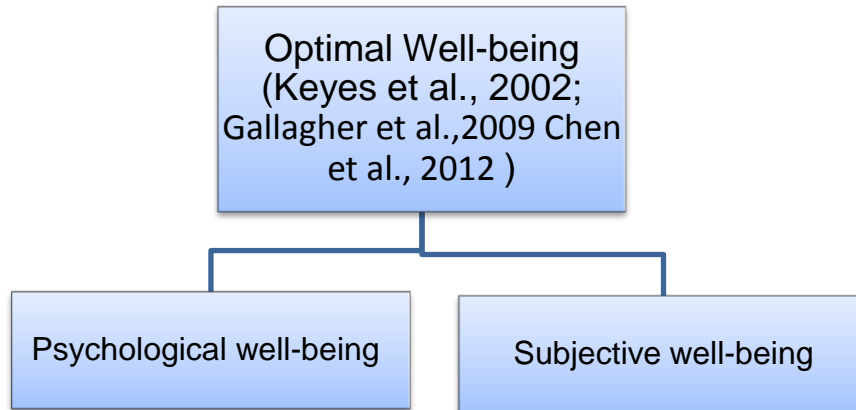 Optimal Well-being
(Keyes et al., 2002;
Gallagher et al.,2009 Chen
et al., 2012 )
Psychological well-being
Subjective well-being